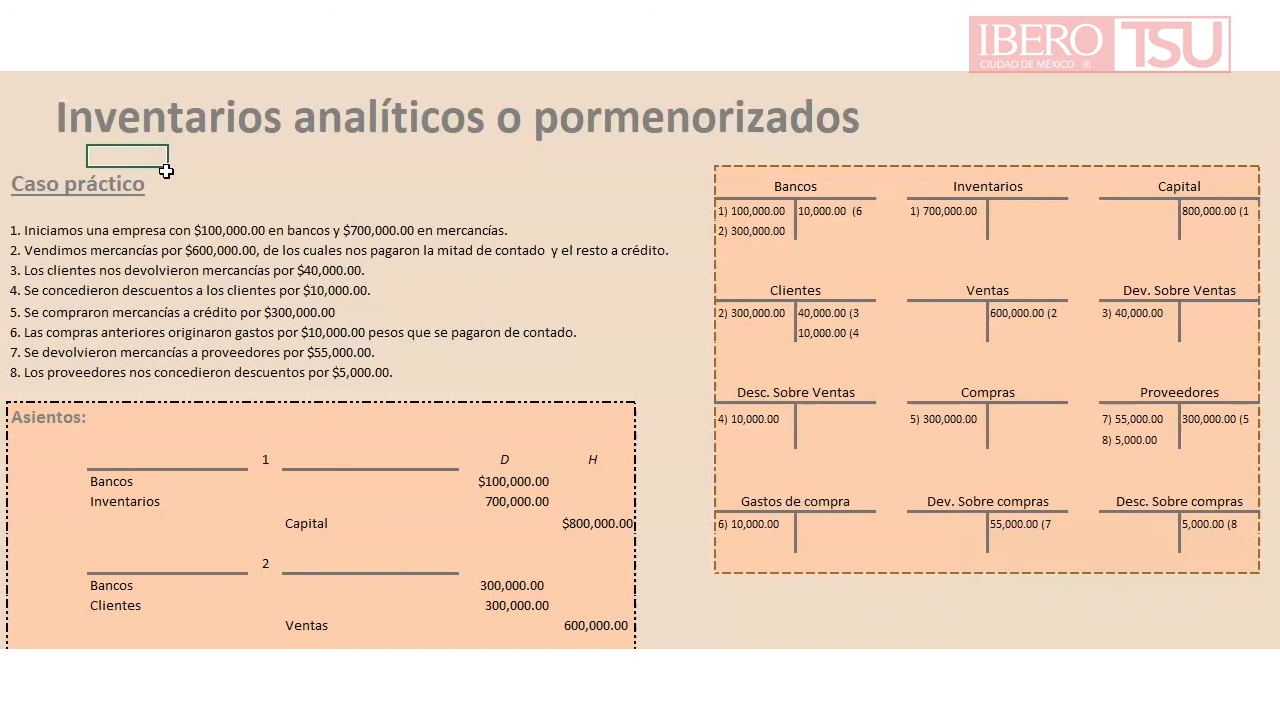 IBERO TSU
CIUDAD DE MÉXICO ®
Inventarios analíticos o pormenorizados
Caso práctico
1. Iniciamos una empresa con $100,000.00 en bancos y $700,000.00 en mercancías.
2. Vendimos mercancías por $600,000.00, de los cuales nos pagaron la mitad de contado y el resto a crédito.
3. Los clientes nos devolvieron mercancías por $40,000.00.
4. Se concedieron descuentos a los clientes por $10,000.00.
5. Se compraron mercancías a crédito por $300,000.00
6. Las compras anteriores originaron gastos por $10,000.00 pesos que se pagaron de contado.
7. Se devolvieron mercancías a proveedores por $55,000.00.
8. Los proveedores nos concedieron descuentos por $5,000.00.
Asientos:
1 D H
Bancos $100,000.00
Inventarios 700,000.00
Capital $800,000.00
2
Bancos 300,000.00
Clientes 300,000.00
Ventas 600,000.00
Bancos Inventarios Capital
1) 100,000.00 10,000.00 (6 1) 700,000.00 800,000.00 (1
2) 300,000.00
Clientes Ventas Dev. Sobre Ventas
2) 300,000.00 40,000.00 (3 600,000.00 (2 3) 40,000.00
10,000.00 (4
Desc. Sobre Ventas Compras Proveedores
4) 10,000.00 5) 300,000.00 7) 55,000.00 300,000.00 (5
8) 5,000.00
Gastos de compra Dev. Sobre compras Desc. Sobre compras
6) 10,000.00 55,000.00 (7 5,000.00 (8